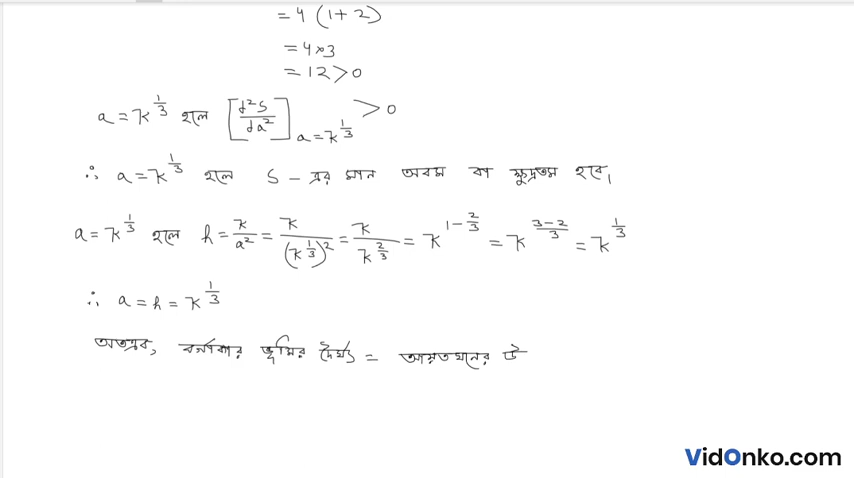 = 4 (1+2)
= 4×3
= 12 > 0
a = K^{1/3} হলে [d²S/da²]_{a = K^{1/3}} > 0
∴ a = K^{1/3} হলে S - এর মান অবম বা ক্ষুদ্রতম হবে।
a = K^{1/3} হলে h = K/a² = K/(K^{1/3})² = K/K^{2/3} = K^{1-2/3} = K^{(3-2)/3} = K^{1/3}
∴ a = h = K^{1/3}
অতএব, বর্গাকার ভূমির দৈর্ঘ্য = আয়তঘনের উ
VidOnko.com